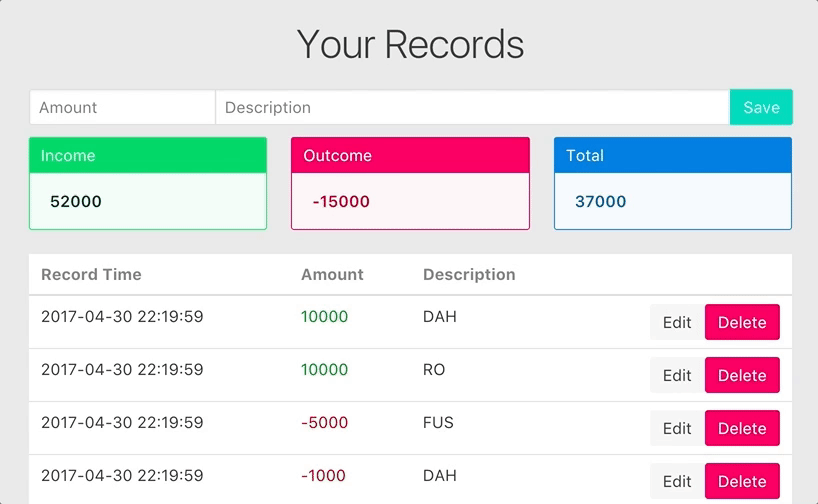 Your Records
Amount Description Save
Income Outcome Total
52000 -15000 37000
Record Time Amount Description
2017-04-30 22:19:59 10000 DAH Edit Delete
2017-04-30 22:19:59 10000 RO Edit Delete
2017-04-30 22:19:59 -5000 FUS Edit Delete
2017-04-30 22:19:59 -1000 DAH Edit Delete